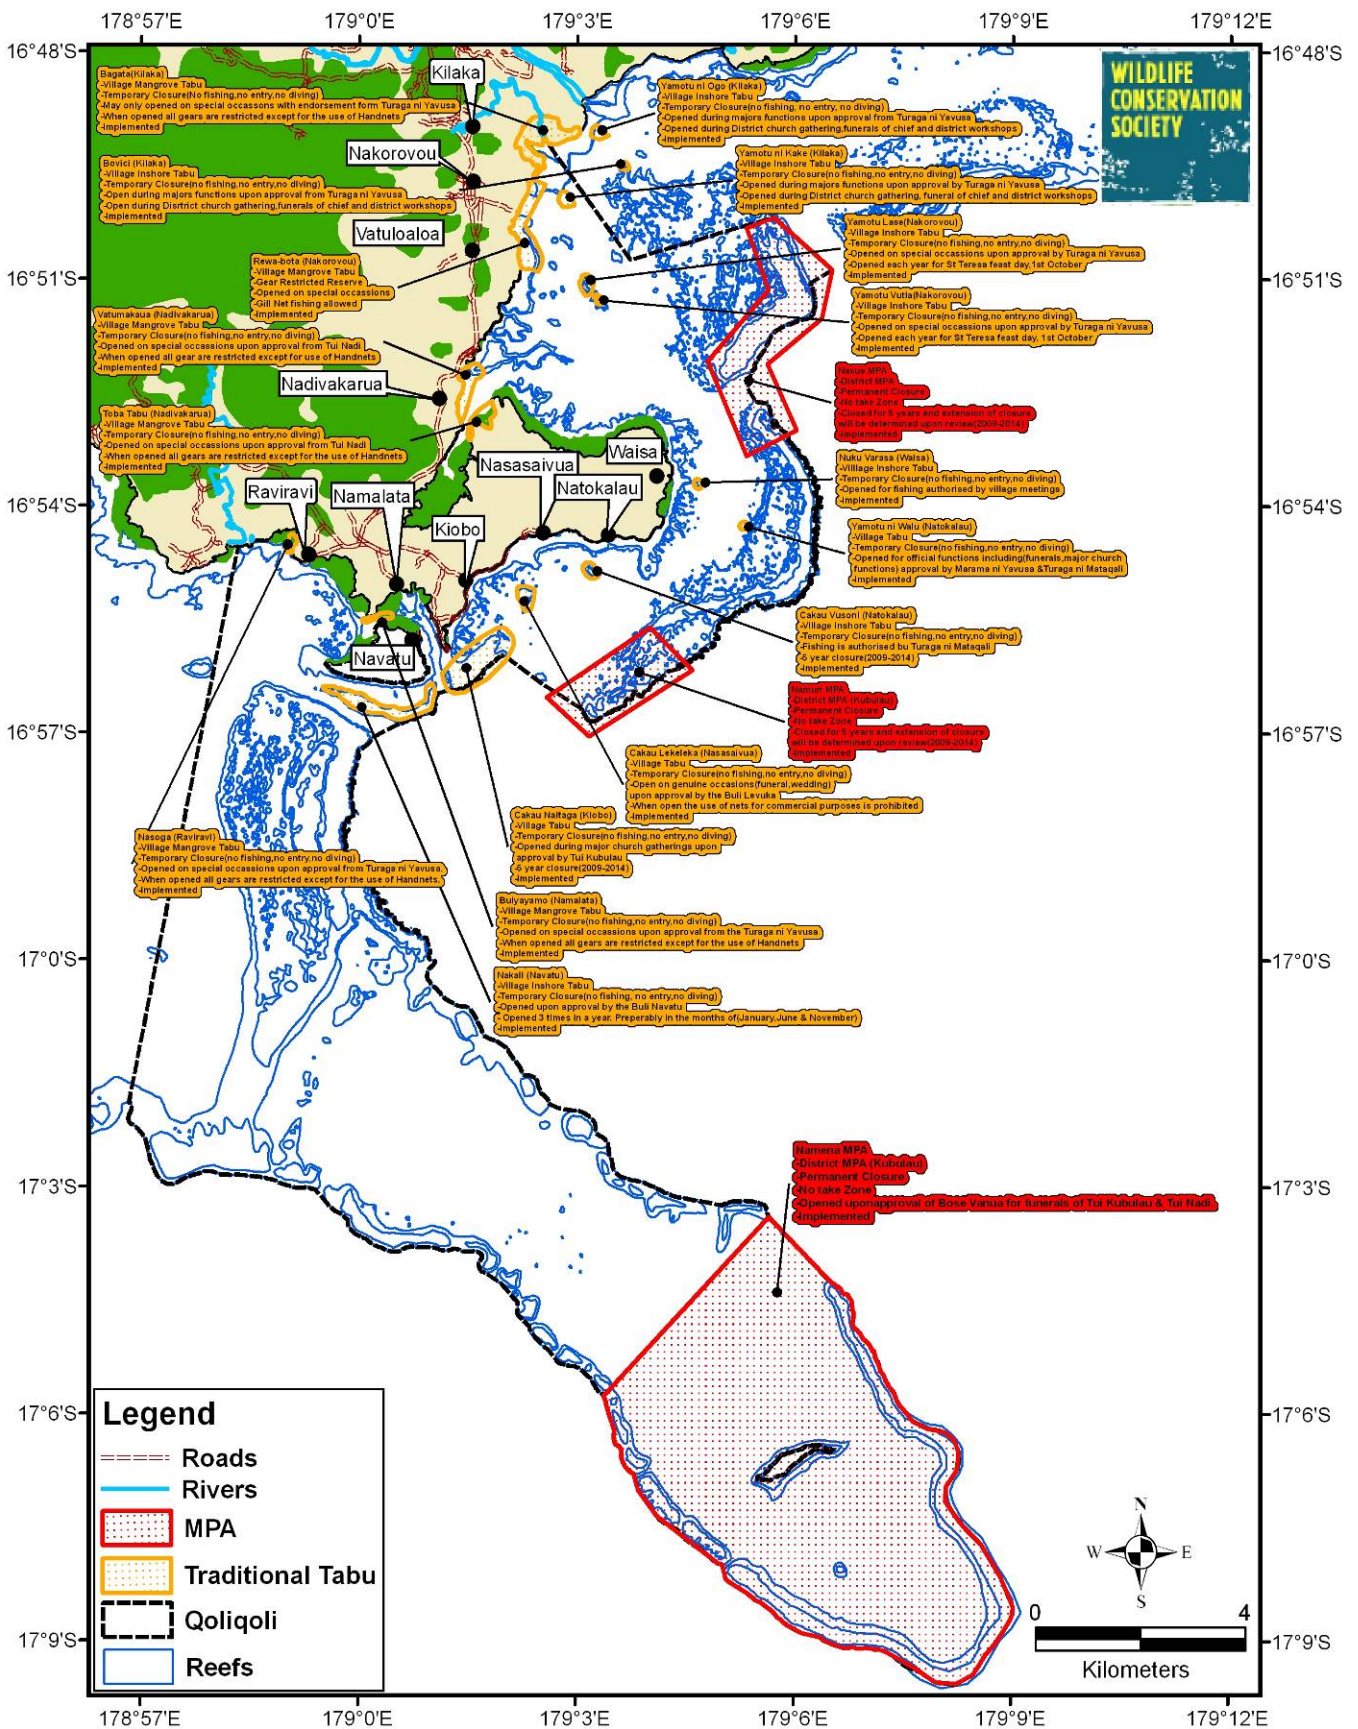 178°57'E 179°0'E 179°3'E 179°6'E 179°9'E 179°12'E
16°48'S 16°48'S
WILDLIFE
CONSERVATION
SOCIETY
Bagata(Kilaka)
-Village Mangrove Tabu
-Temporary Closure(no fishing,no entry,no diving)
-May only opened on special occassons with endorsement form Turaga ni Yavusa
-When opened all gears are restricted except for the use of Handnets
-Implemented
Kilaka
Yamotu ni Ogo (Kilaka)
-Village Inshore Tabu
-Temporary Closure(no fishing, no entry, no diving)
-Opened during majors functions upon approval from Turaga ni Yavusa
-Opened during District church gathering,funerals of chief and district workshops
-Implemented
Nakorovou
Bovici (Kilaka)
-Village Inshore Tabu
-Temporary Closure(no fishing,no entry,no diving)
-Open during majors functions upon approval from Turaga ni Yavusa
-Open during Disrtrict church gathering,funerals of chief and district workshops
-Implemented
Yamotu ni Kake (Kilaka)
-Village Inshore Tabu
-Temporary Closure(no fishing,no entry,no diving)
-Opened during majors functions upon approval by Turaga ni Yavusa
-Opened during District church gathering, funeral of chief and district workshops
-Implemented
Vatuloaloa
Yamotu Lase(Nakorovou)
-Village Inshore Tabu
-Temporary Closure(no fishing,no entry,no diving)
-Opened on special occassions upon approval by Turaga ni Yavusa
-Opened each year for St Teresa feast day, 1st October
-Implemented
Rewa-bota (Nakorovou)
-Village Mangrove Tabu
-Gear Restricted Reserve
-Opened on special occassions
-Gill Net fishing allowed
-Implemented
16°51'S 16°51'S
Yamotu Vutia(Nakorovou)
-Village Inshore Tabu
-Temporary Closure(no fishing,no entry,no diving)
-Opened on special occassions upon approval by Turaga ni Yavusa
-Opened each year for St Teresa feast day, 1st October
-Implemented
Vatumakaua (Nadivakarua)
-Village Mangrove Tabu
-Temporary Closure(no fishing,no entry,no diving)
-Opened on special occassions upon approval from Tui Nadi
-When opened all gear are restricted except for use of Handnets
-Implemented
Nadivakarua
Nasue MPA
-District MPA
-Permanent Closure
-No take Zone
-Closed for 5 years and extension of closure
will be determined upon review(2009-2014)
-Implemented
Toba Tabu (Nadivakarua)
-Village Mangrove Tabu
-Temporary Closure(no fishing,no entry,no diving)
-Opened on special occassions upon approval from Tui Nadi
-When opened all gears are restricted except for the use of Handnets
-Implemented
Waisa
Nasasaivua
Natokalau
Nuku Varasa (Waisa)
-Village Inshore Tabu
-Temporary Closure(no fishing,no entry,no diving)
-Opened for fishing authorised by village meetings
-Implemented
Raviravi
Namalata
Kiobo
16°54'S 16°54'S
Yamotu ni Walu (Natokalau)
-Village Tabu
-Temporary Closure(no fishing,no entry,no diving)
-Opened for official functions including(funerals,major church
functions) approval by Marama ni Yavusa &Turaga ni Mataqali
-Implemented
Cakau Vusoni (Natokalau)
-Village Inshore Tabu
-Temporary Closure(no fishing,no entry,no diving)
-Fishing is authorised bu Turaga ni Mataqali
-5 year closure(2009-2014)
-Implemented
Navatu
Namuri MPA
-District MPA (Kubulau)
-Permanent Closure
-No take Zone
-Closed for 5 years and extension of closure
will be determined upon review(2009-2014)
-Implemented
16°57'S 16°57'S
Cakau Lekeleka (Nasasaivua)
-Village Tabu
-Temporary Closure(no fishing,no entry,no diving)
-Open on genuine occasions(funeral,wedding)
upon approval by the Buli Levuka
-When open the use of nets for commercial purposes is prohibited
-Implemented
Cakau Naitaga (Kiobo)
-Village Tabu
-Temporary Closure(no fishing,no entry,no diving)
-Opened during major church gatherings upon
approval by Tui Kubulau
-5 year closure(2009-2014)
-Implemented
Nasoga (Raviravi)
-Village Mangrove Tabu
-Temporary Closure(no fishing,no entry,no diving)
-Opened on special occassions upon approval from Turaga ni Yavusa.
-When opened all gears are restricted except for the use of Handnets.
-Implemented
Buiyayamo (Namalata)
-Village Mangrove Tabu
-Temporary Closure(no fishing,no entry,no diving)
-Opened on special occassions upon approval from the Turaga ni Yavusa
-When opened all gears are restricted except for the use of Handnets
-Implemented
17°0'S 17°0'S
Nakali (Navatu)
-Village Inshore Tabu
-Temporary Closure(no fishing, no entry,no diving)
-Opened upon approval by the Buli Navatu
- Opened 3 times in a year. Preperably in the months of(January,June & November)
-Implemented
Namena MPA
-District MPA (Kubulau)
-Permanent Closure
-No take Zone
-Opened uponapproval of Bose Vanua for funerals of Tui Kubulau & Tui Nadi.
-Implemented
17°3'S 17°3'S
17°6'S 17°6'S
Legend
Roads
Rivers
MPA
Traditional Tabu
Qoliqoli
Reefs
N
W E
S
0 4
Kilometers
17°9'S 17°9'S
178°57'E 179°0'E 179°3'E 179°6'E 179°9'E 179°12'E